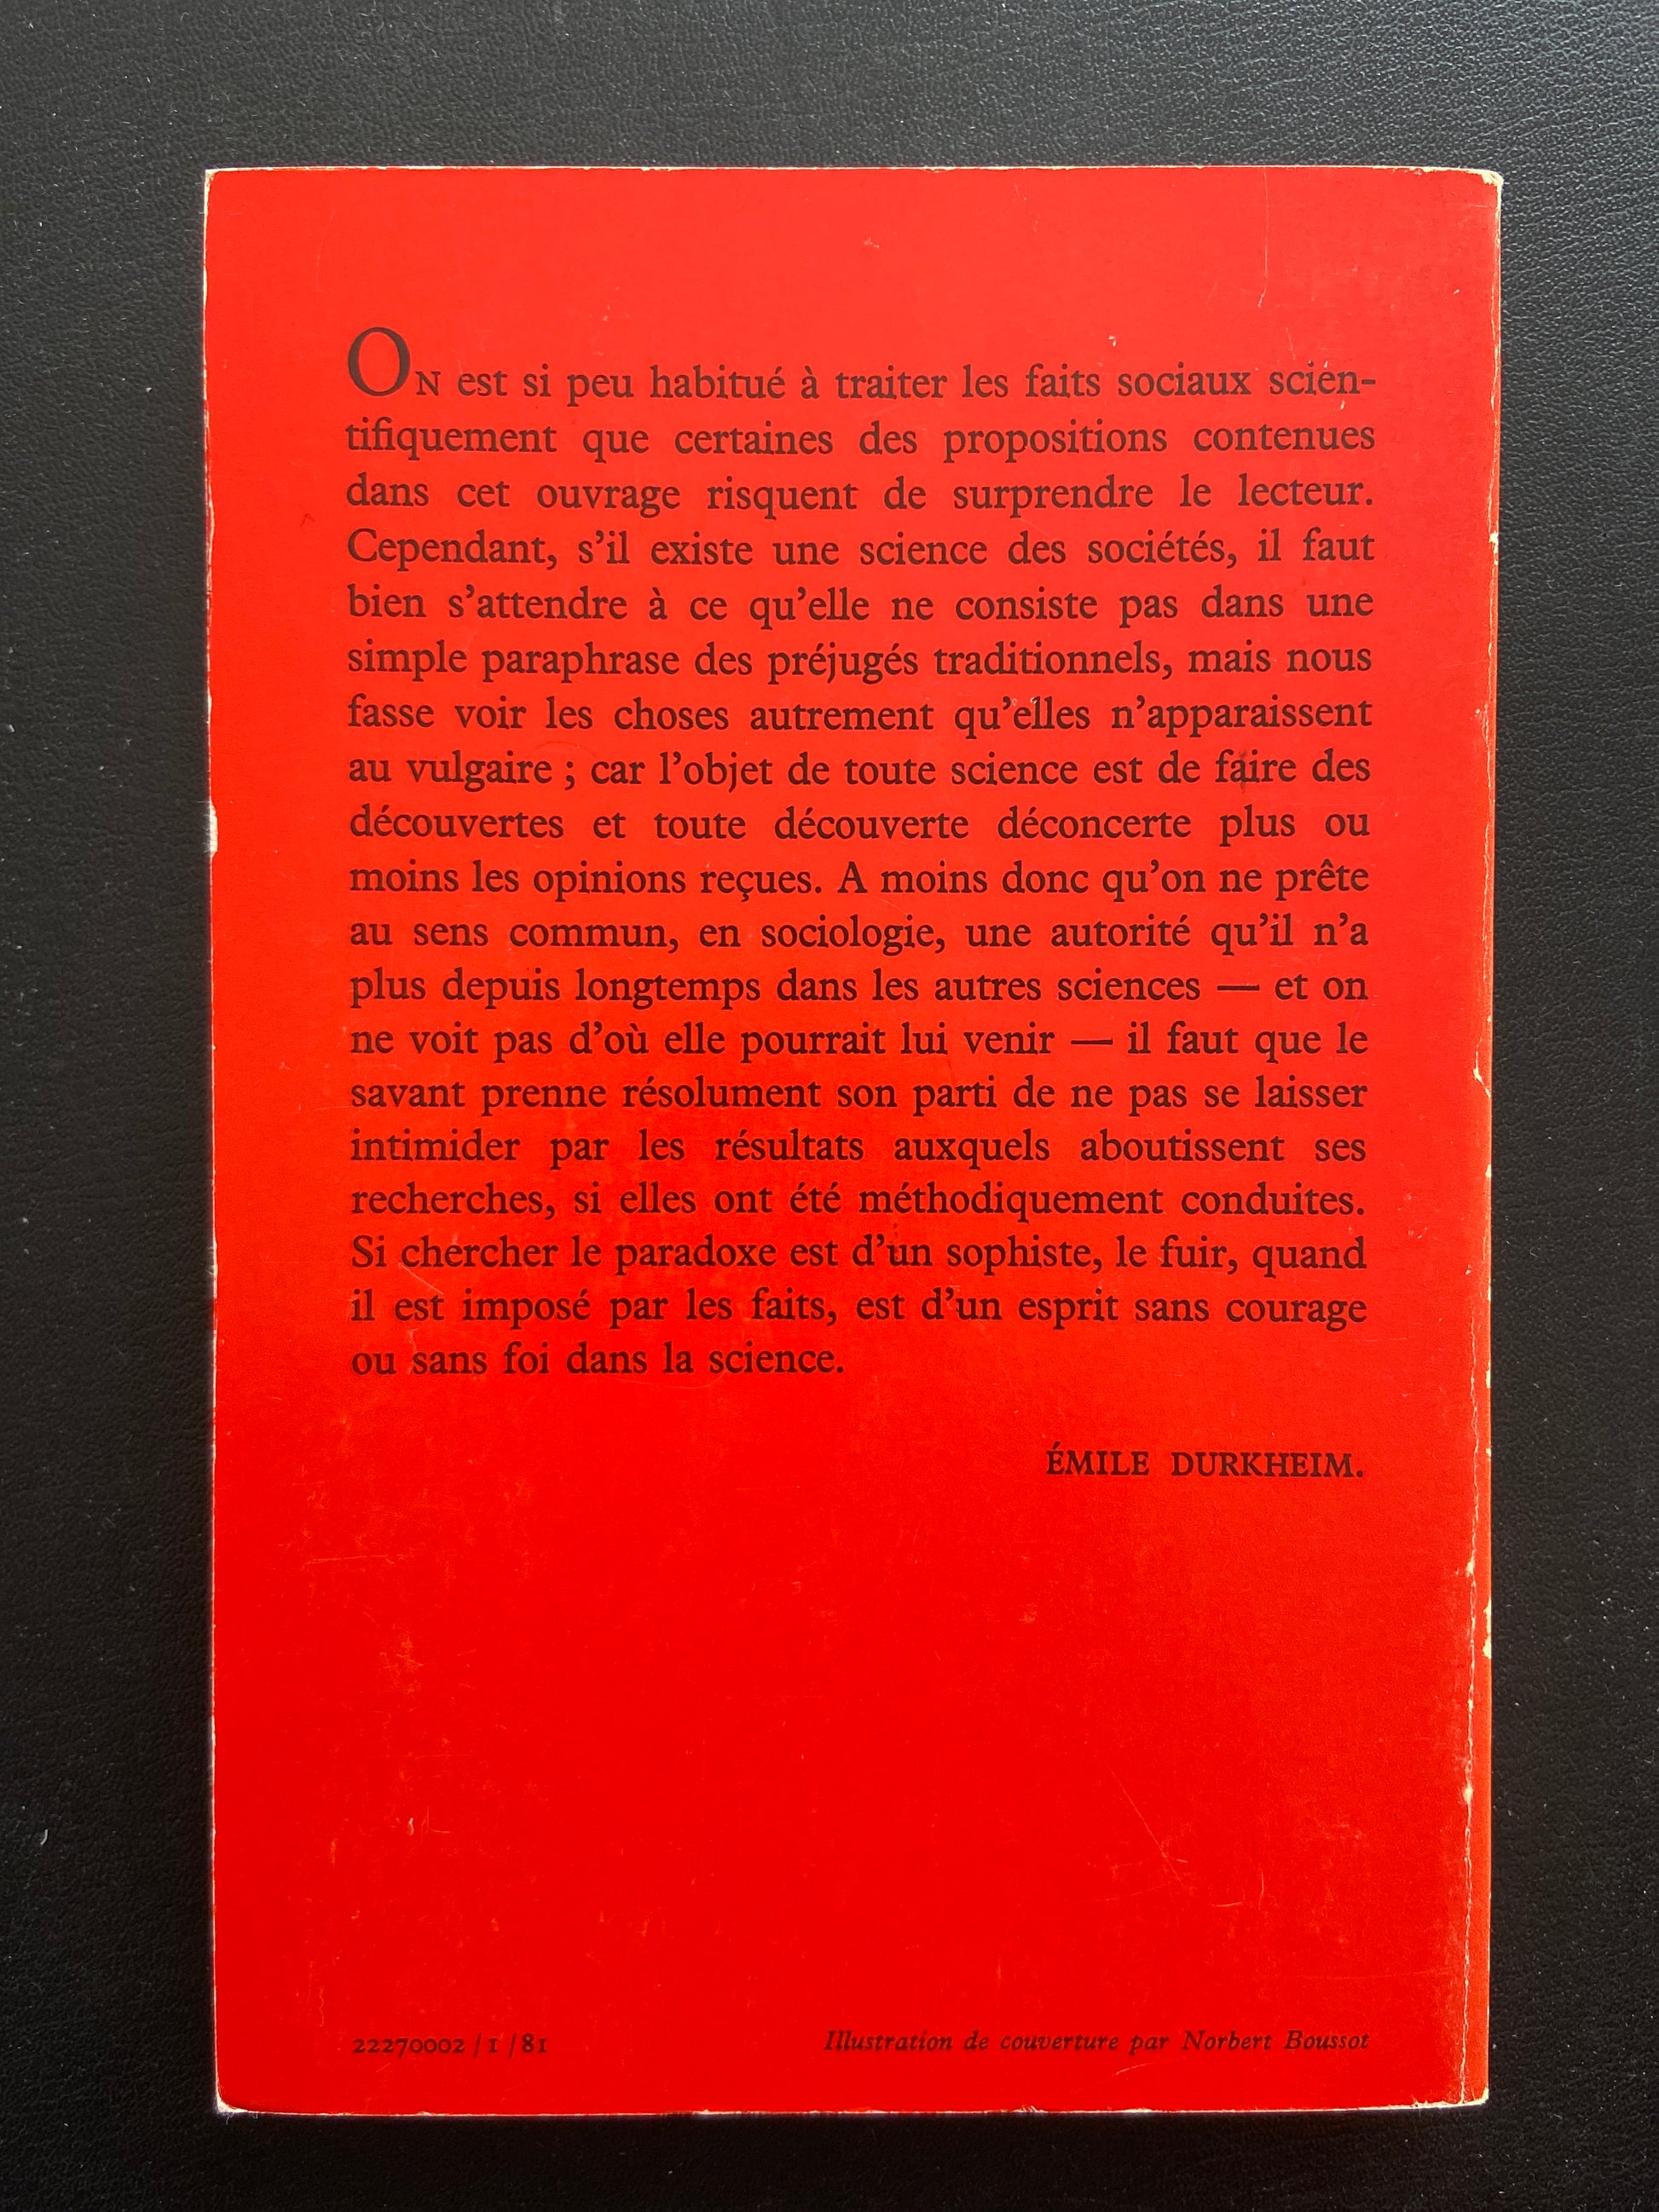 ON est si peu habitué à traiter les faits sociaux scien-
tifiquement que certaines des propositions contenues
dans cet ouvrage risquent de surprendre le lecteur.
Cependant, s’il existe une science des sociétés, il faut
bien s’attendre à ce qu’elle ne consiste pas dans une
simple paraphrase des préjugés traditionnels, mais nous
fasse voir les choses autrement qu’elles n’apparaissent
au vulgaire ; car l’objet de toute science est de faire des
découvertes et toute découverte déconcerte plus ou
moins les opinions reçues. A moins donc qu’on ne prête
au sens commun, en sociologie, une autorité qu’il n’a
plus depuis longtemps dans les autres sciences — et on
ne voit pas d’où elle pourrait lui venir — il faut que le
savant prenne résolument son parti de ne pas se laisser
intimider par les résultats auxquels aboutissent ses
recherches, si elles ont été méthodiquement conduites.
Si chercher le paradoxe est d’un sophiste, le fuir, quand
il est imposé par les faits, est d’un esprit sans courage
ou sans foi dans la science.
ÉMILE DURKHEIM.
22270002 / 1 / 81
Illustration de couverture par Norbert Boussot